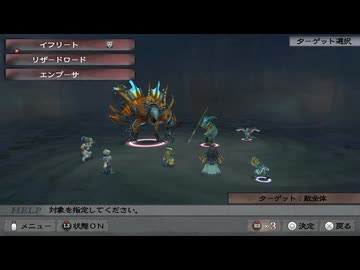 ターゲット選択
イフリート
リザードロード
エンプーサ
ターゲット：敵全体
HELP 対象を指定してください。
メニュー 状態ON ×3 決定 戻る